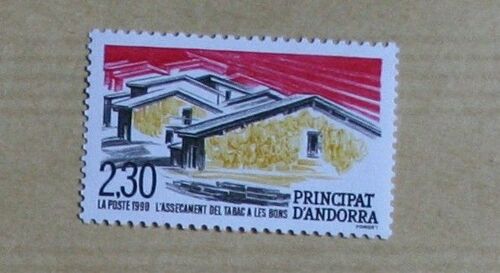 2,30
PRINCIPAT
D'ANDORRA
LA POSTE 1990 L'ASSECAMENT DEL TABAC A LES BONS